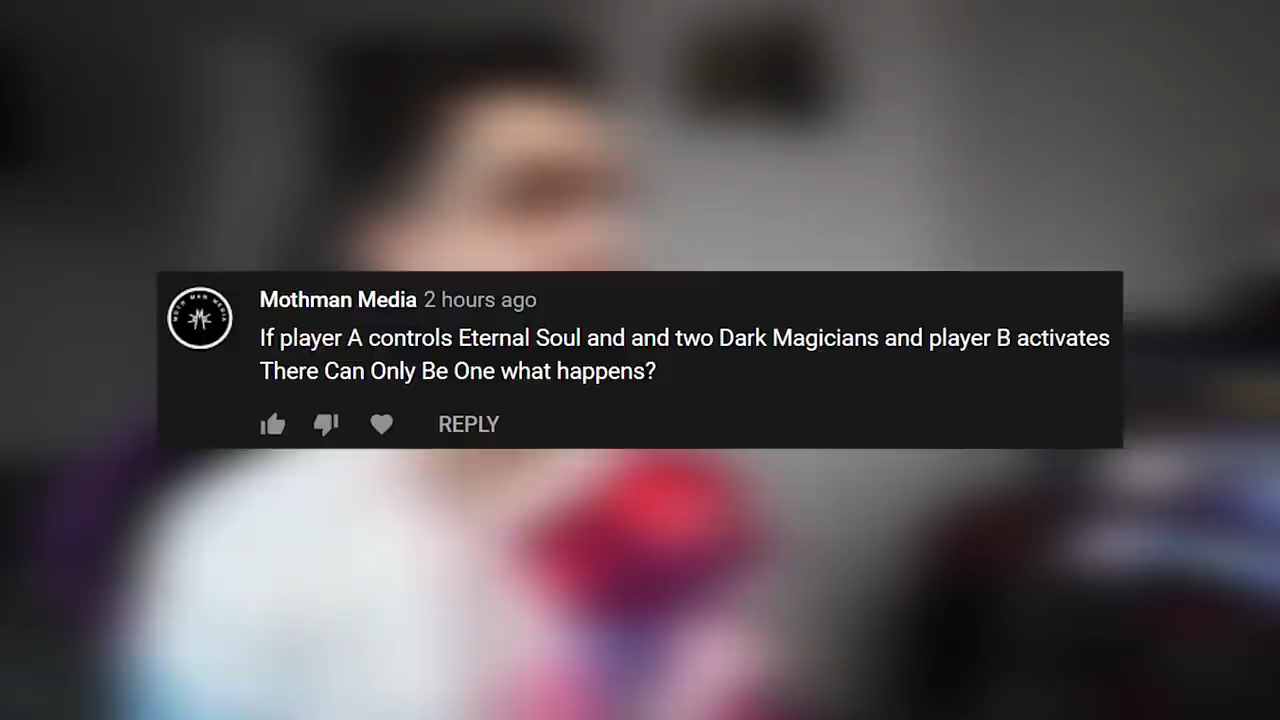 Mothman Media 2 hours ago
If player A controls Eternal Soul and and two Dark Magicians and player B activates
There Can Only Be One what happens?
REPLY